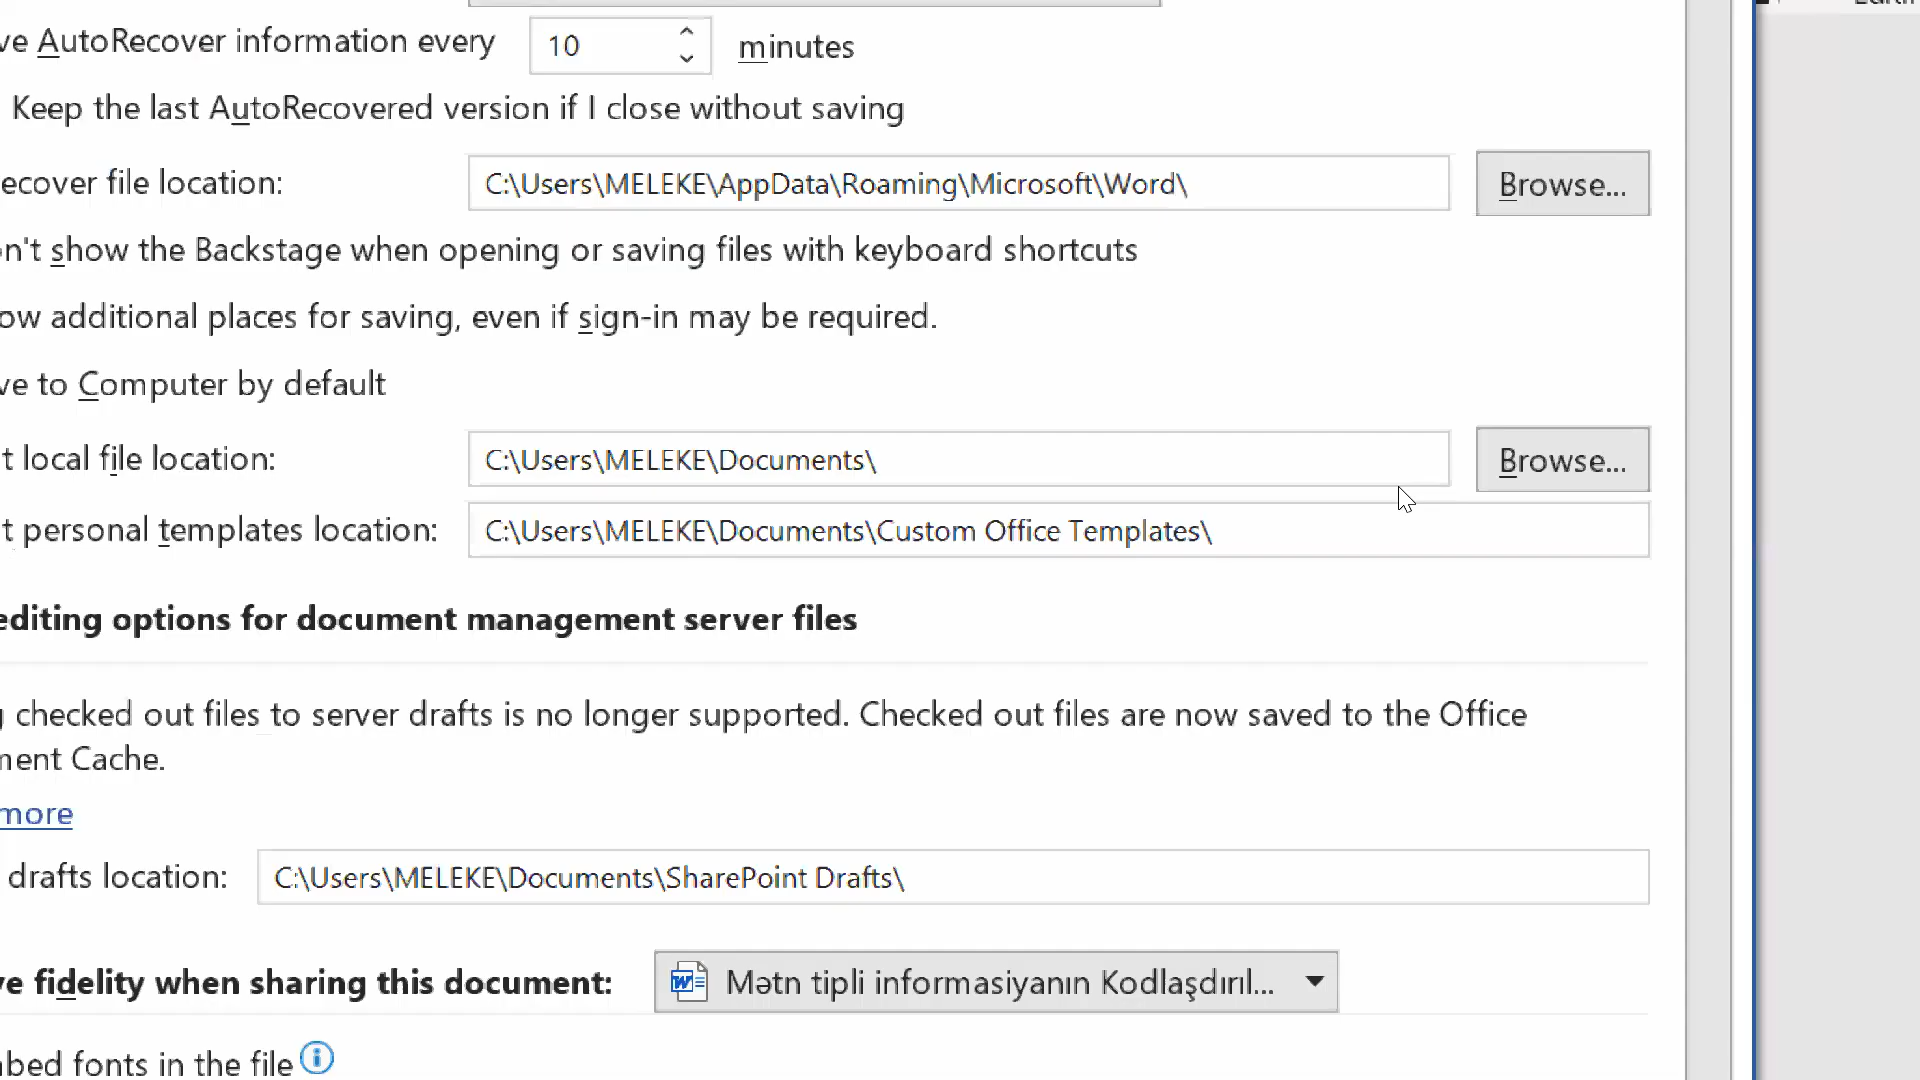 ve AutoRecover information every 10 minutes
Keep the last AutoRecovered version if I close without saving
ecover file location: C:\Users\MELEKE\AppData\Roaming\Microsoft\Word\ Browse...
n't show the Backstage when opening or saving files with keyboard shortcuts
ow additional places for saving, even if sign-in may be required.
ve to Computer by default
t local file location: C:\Users\MELEKE\Documents\ Browse...
t personal templates location: C:\Users\MELEKE\Documents\Custom Office Templates\
editing options for document management server files
g checked out files to server drafts is no longer supported. Checked out files are now saved to the Office
ment Cache.
more
drafts location: C:\Users\MELEKE\Documents\SharePoint Drafts\
ve fidelity when sharing this document: Mətn tipli informasiyanın Kodlaşdırıl...
bed fonts in the file